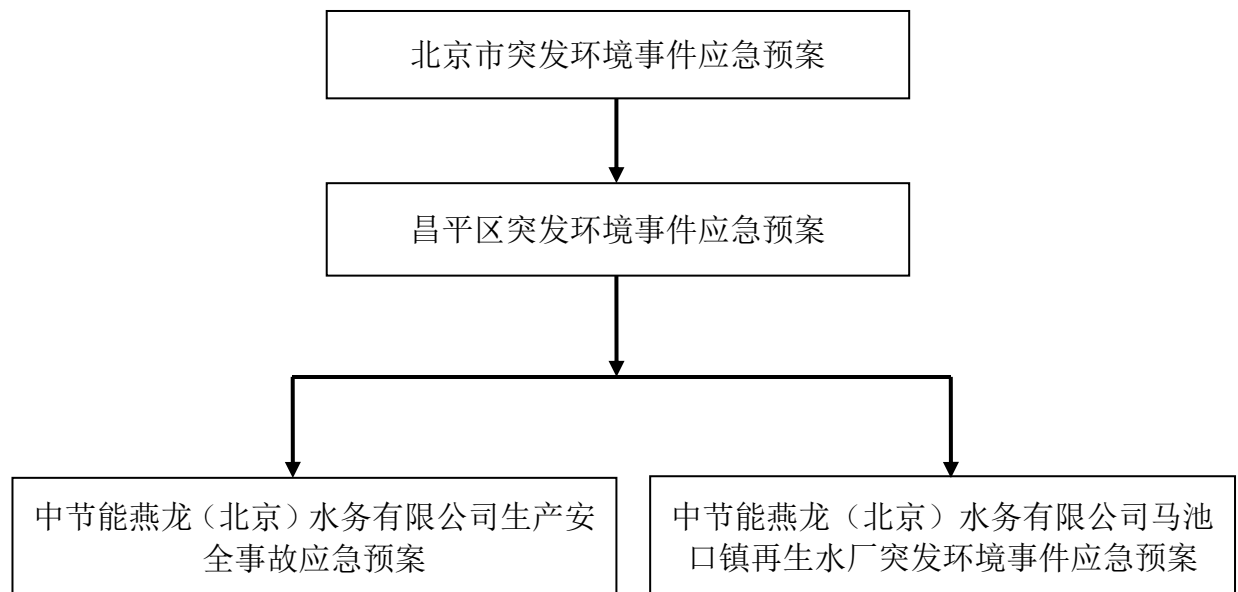 北京市突发环境事件应急预案
昌平区突发环境事件应急预案
中节能燕龙（北京）水务有限公司生产安
全事故应急预案
中节能燕龙（北京）水务有限公司马池
口镇再生水厂突发环境事件应急预案